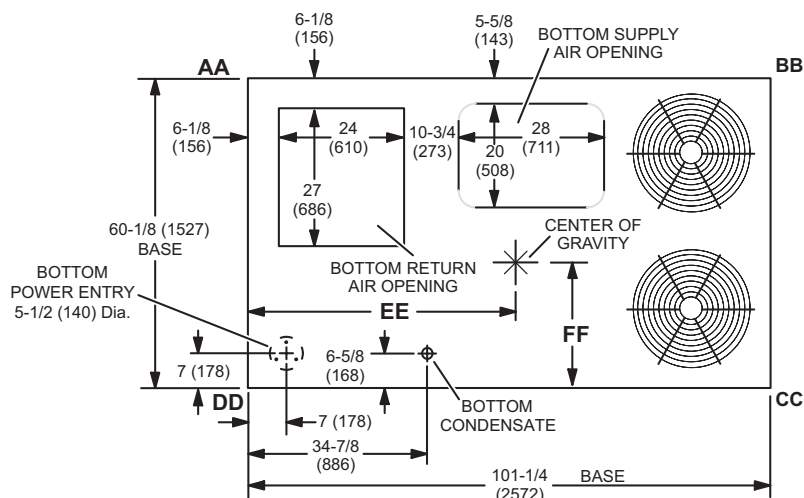 6-1/8
(156)
5-5/8
(143)
BOTTOM SUPPLY
AIR OPENING
AA
BB
6-1/8
(156)
24
(610)
10-3/4
(273)
28
(711)
20
(508)
27
(686)
60-1/8 (1527)
BASE
CENTER OF
GRAVITY
BOTTOM RETURN
AIR OPENING
BOTTOM
POWER ENTRY
5-1/2 (140) Dia.
EE
FF
7 (178)
6-5/8
(168)
DD
CC
7 (178)
BOTTOM
CONDENSATE
34-7/8
(886)
101-1/4 BASE
(2572)